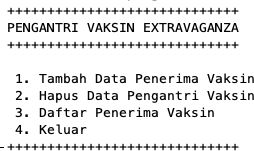 +++++++++++++++++++++++++++++
PENGANTRI VAKSIN EXTRAVAGANZA
+++++++++++++++++++++++++++++
1. Tambah Data Penerima Vaksin
2. Hapus Data Pengantri Vaksin
3. Daftar Penerima Vaksin
4. Keluar
+++++++++++++++++++++++++++++